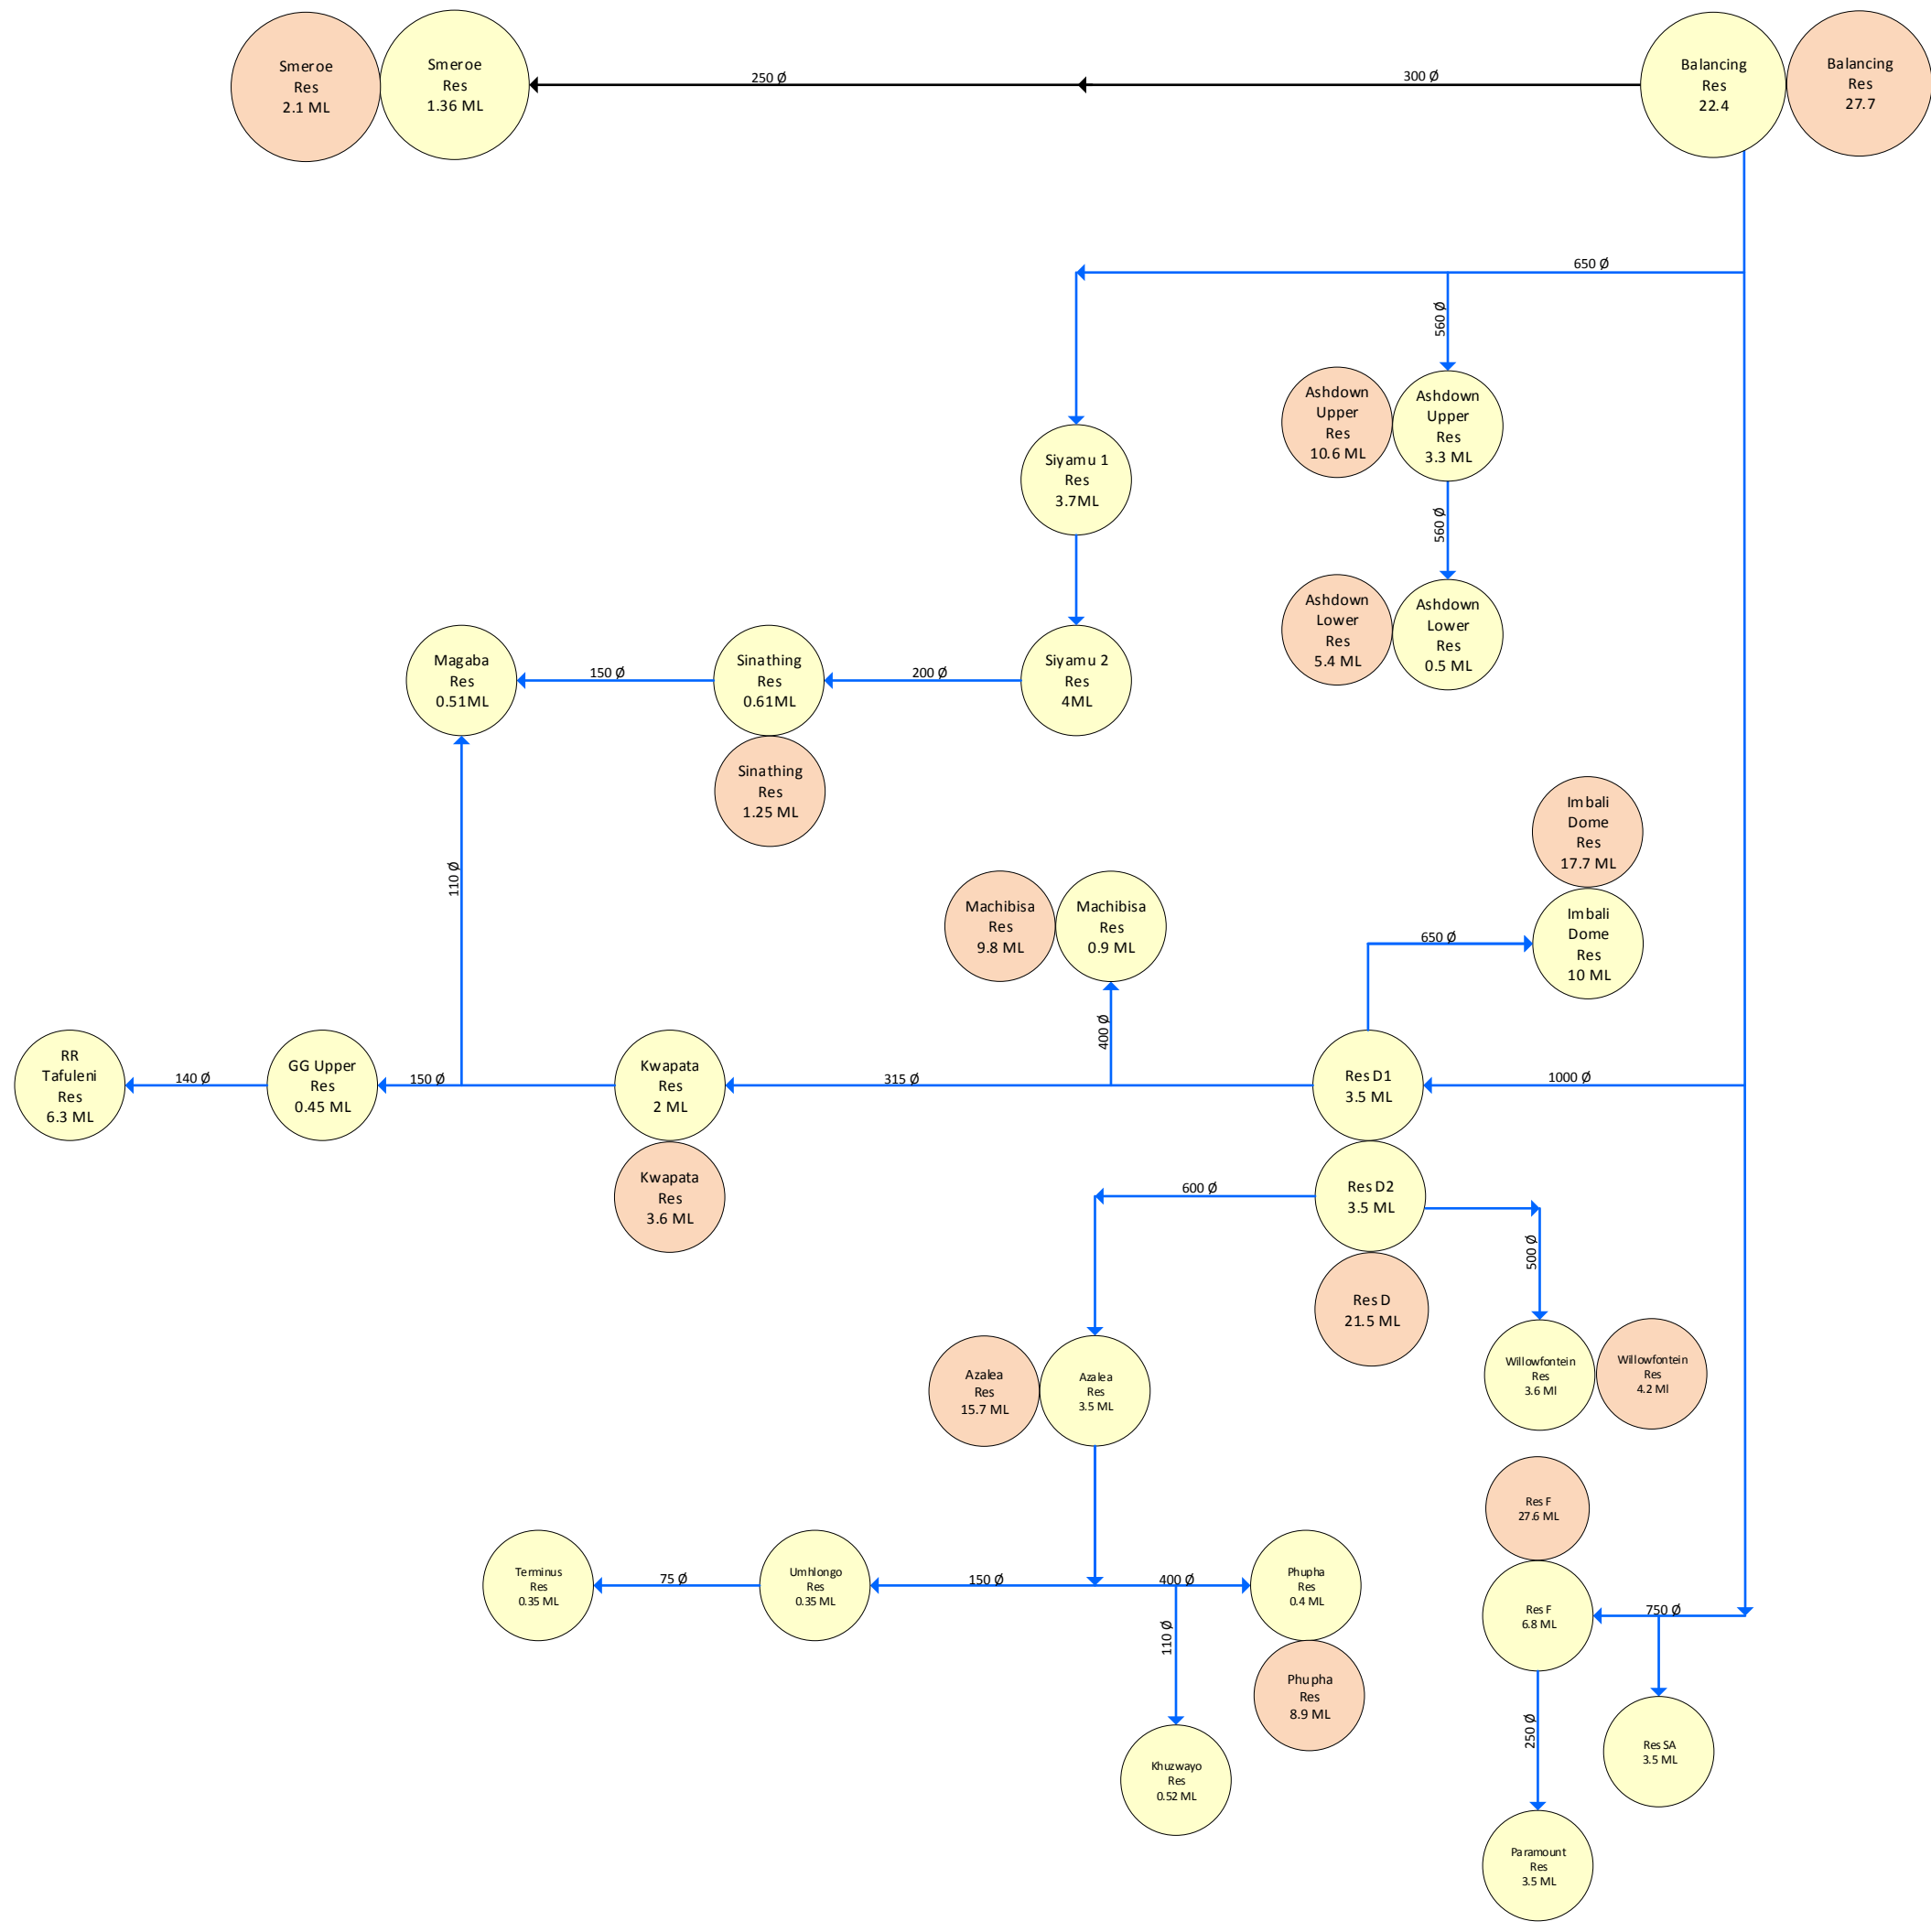 Smeroe
Res
2.1 ML
Smeroe
Res
1.36 ML
250 Ø
300 Ø
Balancing
Res
22.4
Balancing
Res
27.7
650 Ø
560 Ø
Ashdown
Upper
Res
10.6 ML
Ashdown
Upper
Res
3.3 ML
Siyamu 1
Res
3.7ML
560 Ø
Ashdown
Lower
Res
5.4 ML
Ashdown
Lower
Res
0.5 ML
Magaba
Res
0.51ML
150 Ø
Sinathing
Res
0.61ML
200 Ø
Siyamu 2
Res
4ML
Sinathing
Res
1.25 ML
Imbali
Dome
Res
17.7 ML
110 Ø
Machibisa
Res
9.8 ML
Machibisa
Res
0.9 ML
650 Ø
Imbali
Dome
Res
10 ML
400 Ø
RR
Tafuleni
Res
6.3 ML
140 Ø
GG Upper
Res
0.45 ML
150 Ø
Kwapata
Res
2 ML
315 Ø
Res D1
3.5 ML
1000 Ø
Kwapata
Res
3.6 ML
600 Ø
Res D2
3.5 ML
500 Ø
Res D
21.5 ML
Azalea
Res
15.7 ML
Azalea
Res
3.5 ML
Willowfontein
Res
3.6 Ml
Willowfontein
Res
4.2 Ml
Res F
27.6 ML
Terminus
Res
0.35 ML
75 Ø
Umhlongo
Res
0.35 ML
150 Ø
400 Ø
Phupha
Res
0.4 ML
Res F
6.8 ML
750 Ø
110 Ø
Phupha
Res
8.9 ML
250 Ø
Res SA
3.5 ML
Khuzwayo
Res
0.52 ML
Paramount
Res
3.5 ML